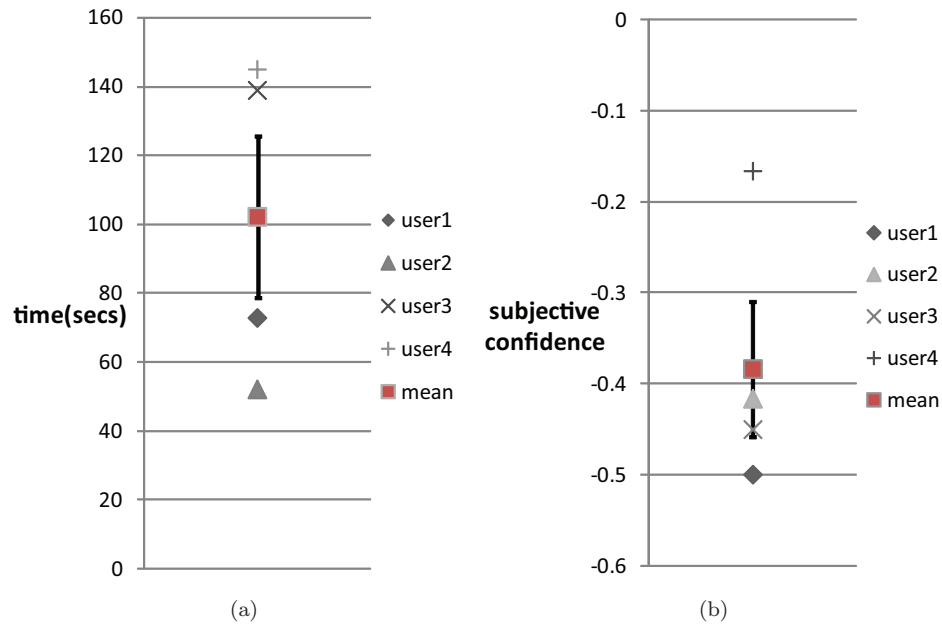 160
140
120
100
80
60
40
20
0
time(secs)
user1
user2
user3
user4
mean
(a)
0
-0.1
-0.2
-0.3
-0.4
-0.5
-0.6
subjective
confidence
user1
user2
user3
user4
mean
(b)